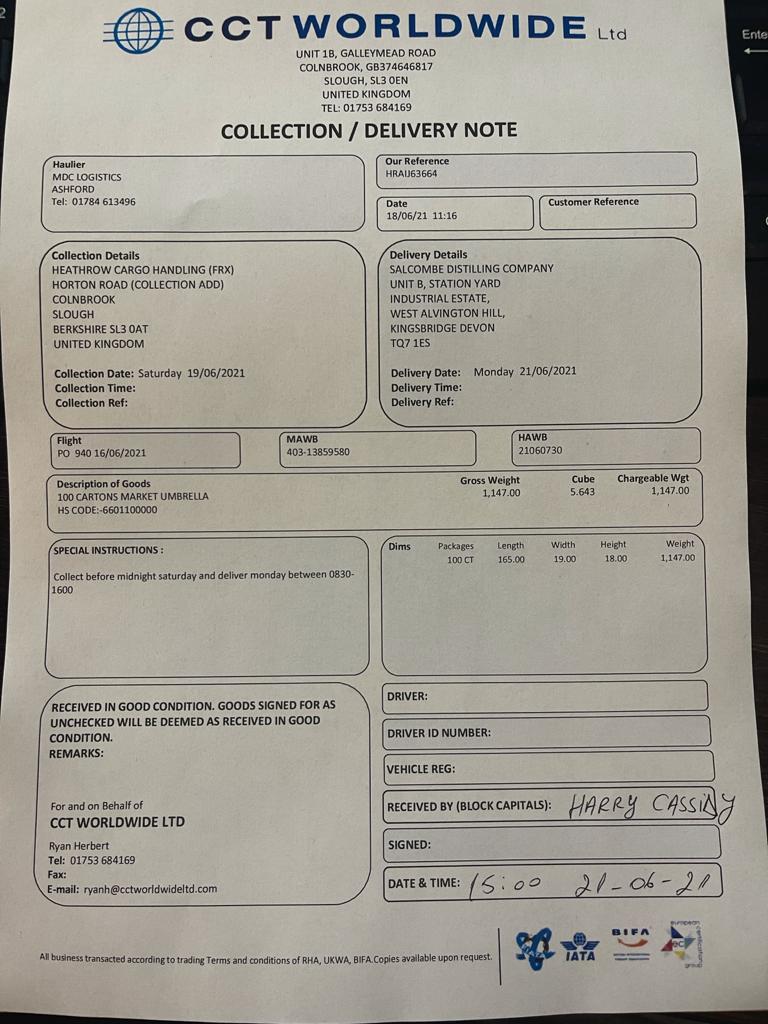 2
Ente
CCT WORLDWIDE Ltd
UNIT 1B, GALLEYMEAD ROAD
COLNBROOK, GB374646817
SLOUGH, SL3 0EN
UNITED KINGDOM
TEL: 01753 684169
COLLECTION / DELIVERY NOTE
Haulier
MDC LOGISTICS
ASHFORD
Tel: 01784 613496
Our Reference
HRAIJ63664
Date
18/06/21 11:16
Customer Reference
Collection Details
HEATHROW CARGO HANDLING (FRX)
HORTON ROAD (COLLECTION ADD)
COLNBROOK
SLOUGH
BERKSHIRE SL3 0AT
UNITED KINGDOM
Collection Date: Saturday 19/06/2021
Collection Time:
Collection Ref:
Delivery Details
SALCOMBE DISTILLING COMPANY
UNIT B, STATION YARD
INDUSTRIAL ESTATE,
WEST ALVINGTON HILL,
KINGSBRIDGE DEVON
TQ7 1ES
Delivery Date: Monday 21/06/2021
Delivery Time:
Delivery Ref:
Flight
PO 940 16/06/2021
MAWB
403-13859580
HAWB
21060730
Description of Goods Gross Weight Cube Chargeable Wgt
100 CARTONS MARKET UMBRELLA 1,147.00 5.643 1,147.00
HS CODE:-6601100000
SPECIAL INSTRUCTIONS :
Collect before midnight saturday and deliver monday between 0830-
1600
Dims Packages Length Width Height Weight
100 CT 165.00 19.00 18.00 1,147.00
RECEIVED IN GOOD CONDITION. GOODS SIGNED FOR AS
UNCHECKED WILL BE DEEMED AS RECEIVED IN GOOD
CONDITION.
REMARKS:
For and on Behalf of
CCT WORLDWIDE LTD
Ryan Herbert
Tel: 01753 684169
Fax:
E-mail: ryanh@cctworldwideltd.com
DRIVER:
DRIVER ID NUMBER:
VEHICLE REG:
RECEIVED BY (BLOCK CAPITALS): HARRY CASSIDY
SIGNED:
DATE & TIME: 15:00 21-06-21
All business transacted according to trading Terms and conditions of RHA, UKWA, BIFA.Copies available upon request.
IATA
BIFA
european
ec
group